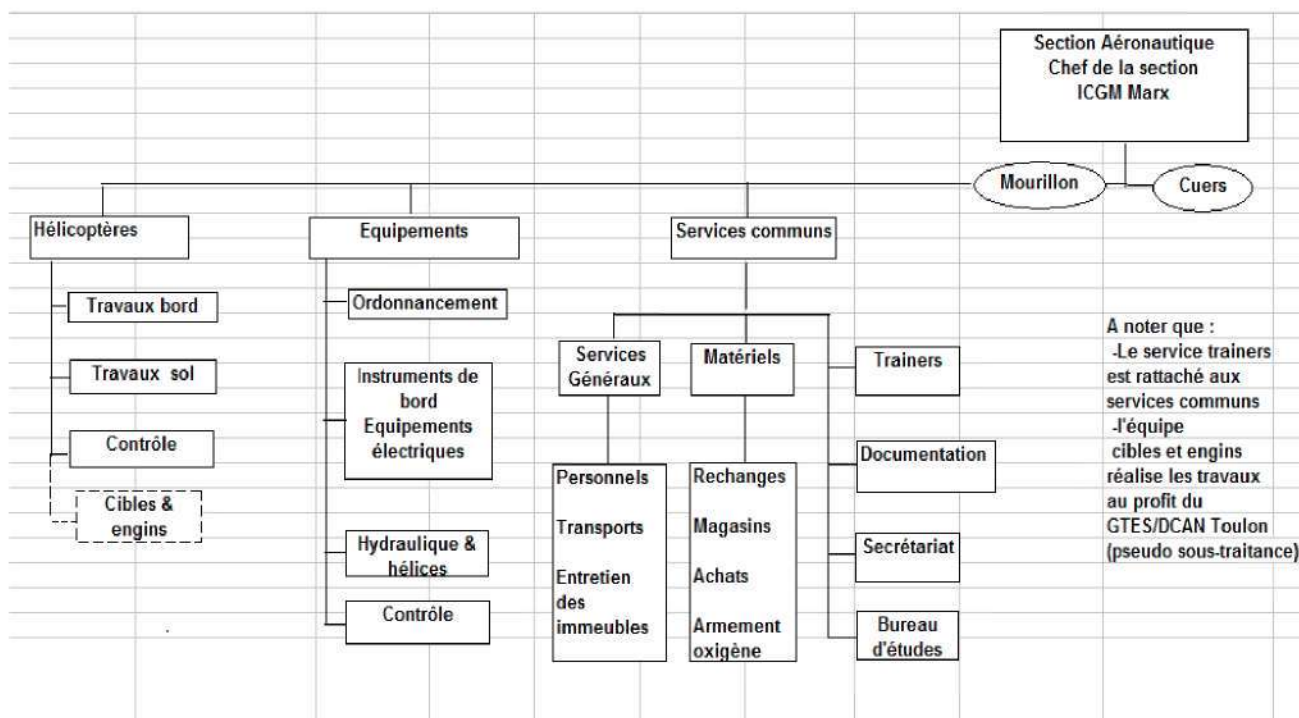 Section Aéronautique
Chef de la section
ICGM Marx
Mourillon
Cuers
Hélicoptères
Equipements
Services communs
Travaux bord
Travaux sol
Contrôle
Cibles &
engins
Ordonnancement
Instruments de
bord
Equipements
électriques
Hydraulique &
hélices
Contrôle
Services
Généraux
Matériels
Trainers
Personnels
Transports
Entretien
des
immeubles
Rechanges
Magasins
Achats
Armement
oxigène
Documentation
Secrétariat
Bureau
d'études
A noter que :
-Le service trainers
est rattaché aux
services communs
-l'équipe
cibles et engins
réalise les travaux
au profit du
GTES/DCAN Toulon
(pseudo sous-traitance)